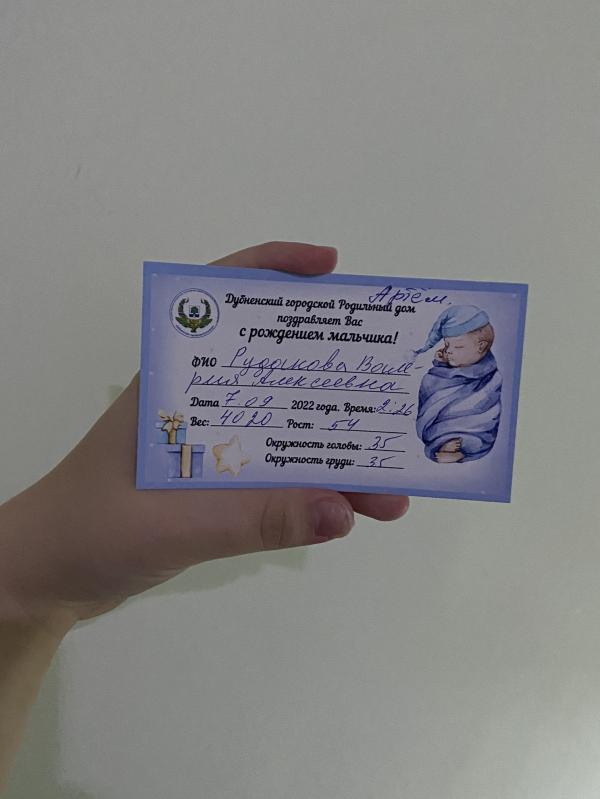 Артём.
Дубненский городской Родильный дом
поздравляет Вас
с рождением мальчика!
ФИО Рудакова Вале-
рия Алексеевна
Дата 7.09 2022 года. Время: 2:26
Вес: 4020 Рост: 54
Окружность головы: 35
Окружность груди: 35